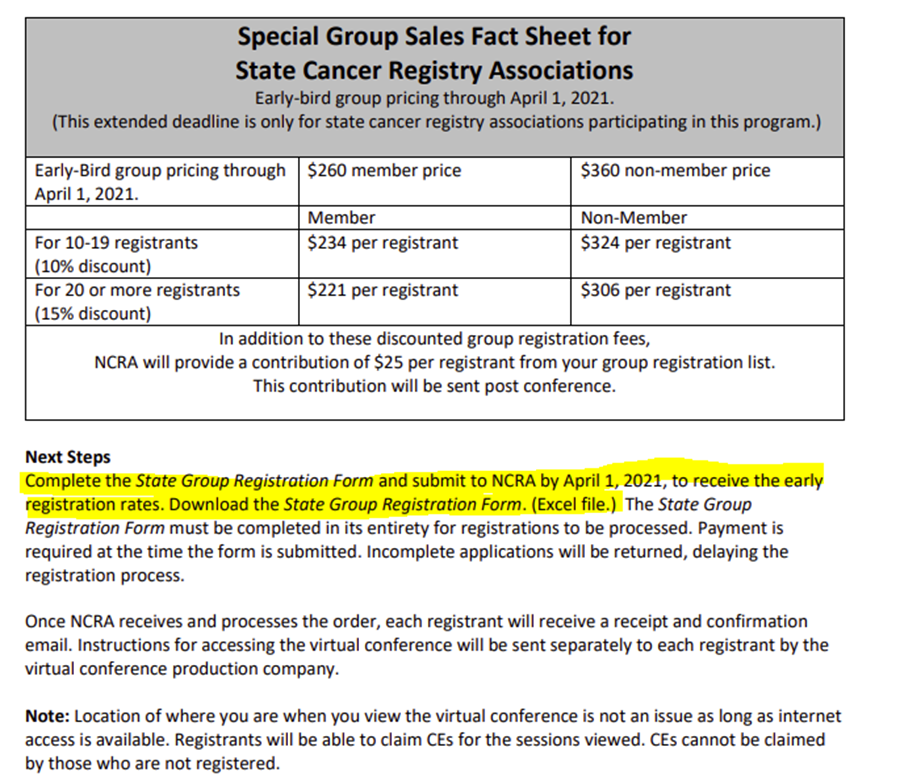 Special Group Sales Fact Sheet for
State Cancer Registry Associations
Early-bird group pricing through April 1, 2021.
(This extended deadline is only for state cancer registry associations participating in this program.)
Early-Bird group pricing through $260 member price $360 non-member price
April 1, 2021.
Member Non-Member
For 10-19 registrants $234 per registrant $324 per registrant
(10% discount)
For 20 or more registrants $221 per registrant $306 per registrant
(15% discount)
In addition to these discounted group registration fees,
NCRA will provide a contribution of $25 per registrant from your group registration list.
This contribution will be sent post conference.
Next Steps
Complete the State Group Registration Form and submit to NCRA by April 1, 2021, to receive the early
registration rates. Download the State Group Registration Form. (Excel file.) The State Group
Registration Form must be completed in its entirety for registrations to be processed. Payment is
required at the time the form is submitted. Incomplete applications will be returned, delaying the
registration process.
Once NCRA receives and processes the order, each registrant will receive a receipt and confirmation
email. Instructions for accessing the virtual conference will be sent separately to each registrant by the
virtual conference production company.
Note: Location of where you are when you view the virtual conference is not an issue as long as internet
access is available. Registrants will be able to claim CEs for the sessions viewed. CEs cannot be claimed
by those who are not registered.